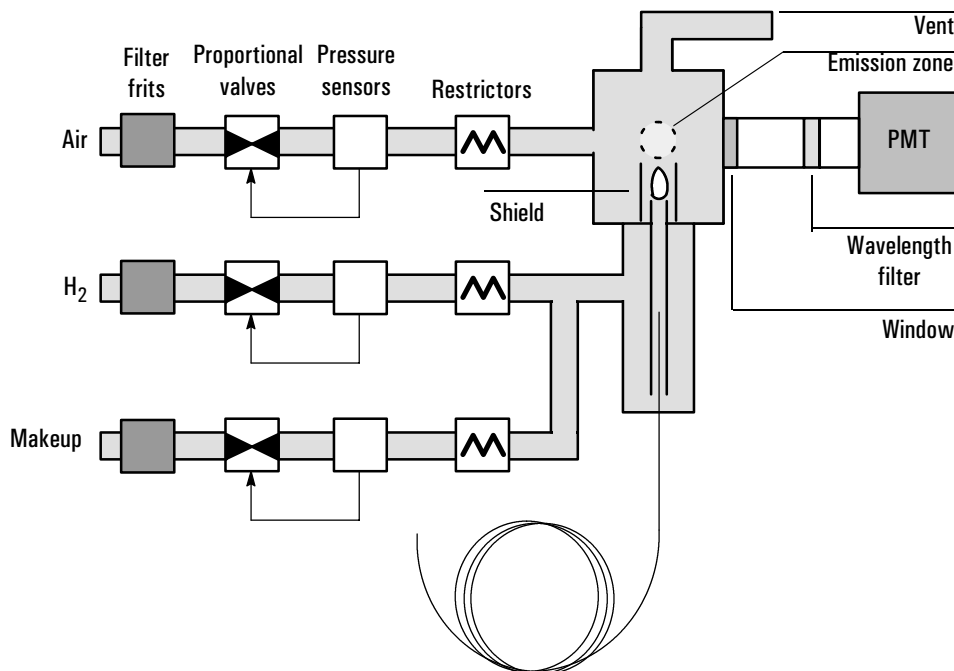 Filter
frits
Proportional
valves
Pressure
sensors
Restrictors
Vent
Emission zone
Air
PMT
Shield
Wavelength
filter
H₂
Window
Makeup